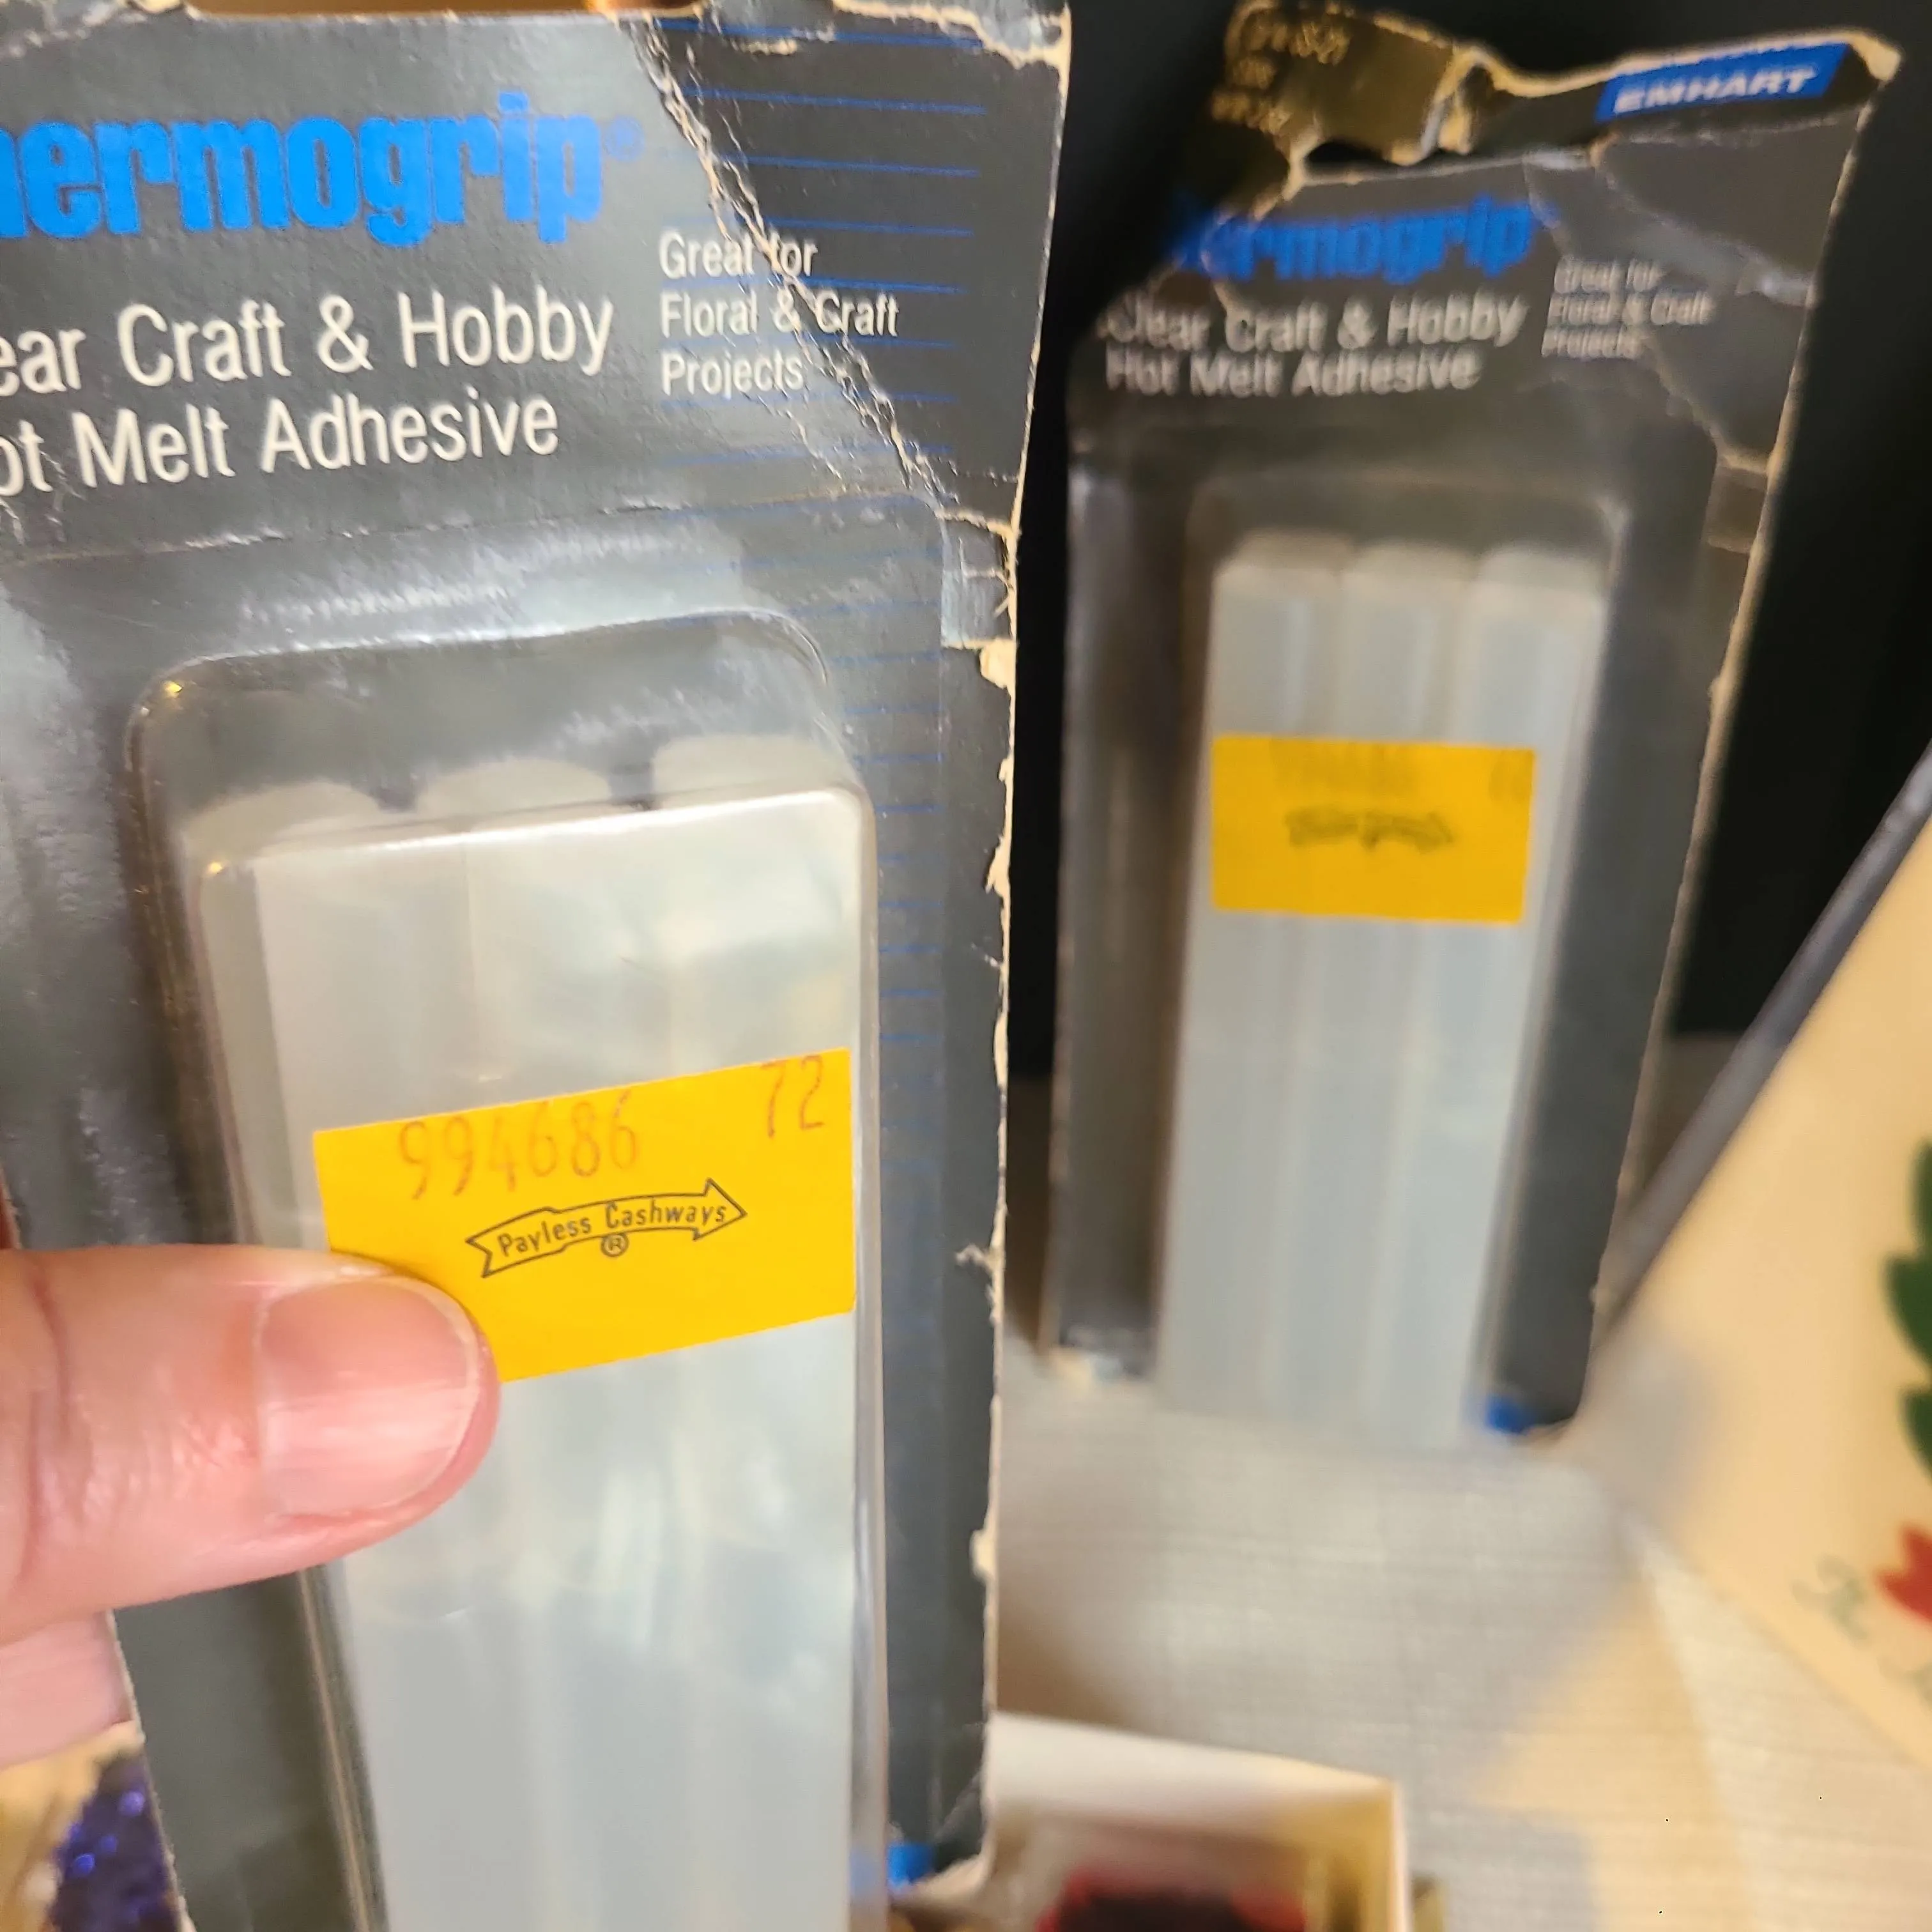 hermogrip®
ear Craft & Hobby
ot Melt Adhesive
Great for
Floral & Craft
Projects
994686 72
Payless Cashways
®
EMHART
ermogrip
Clear Craft & Hobby
Hot Melt Adhesive
Great for
Floral & Craft
Projects